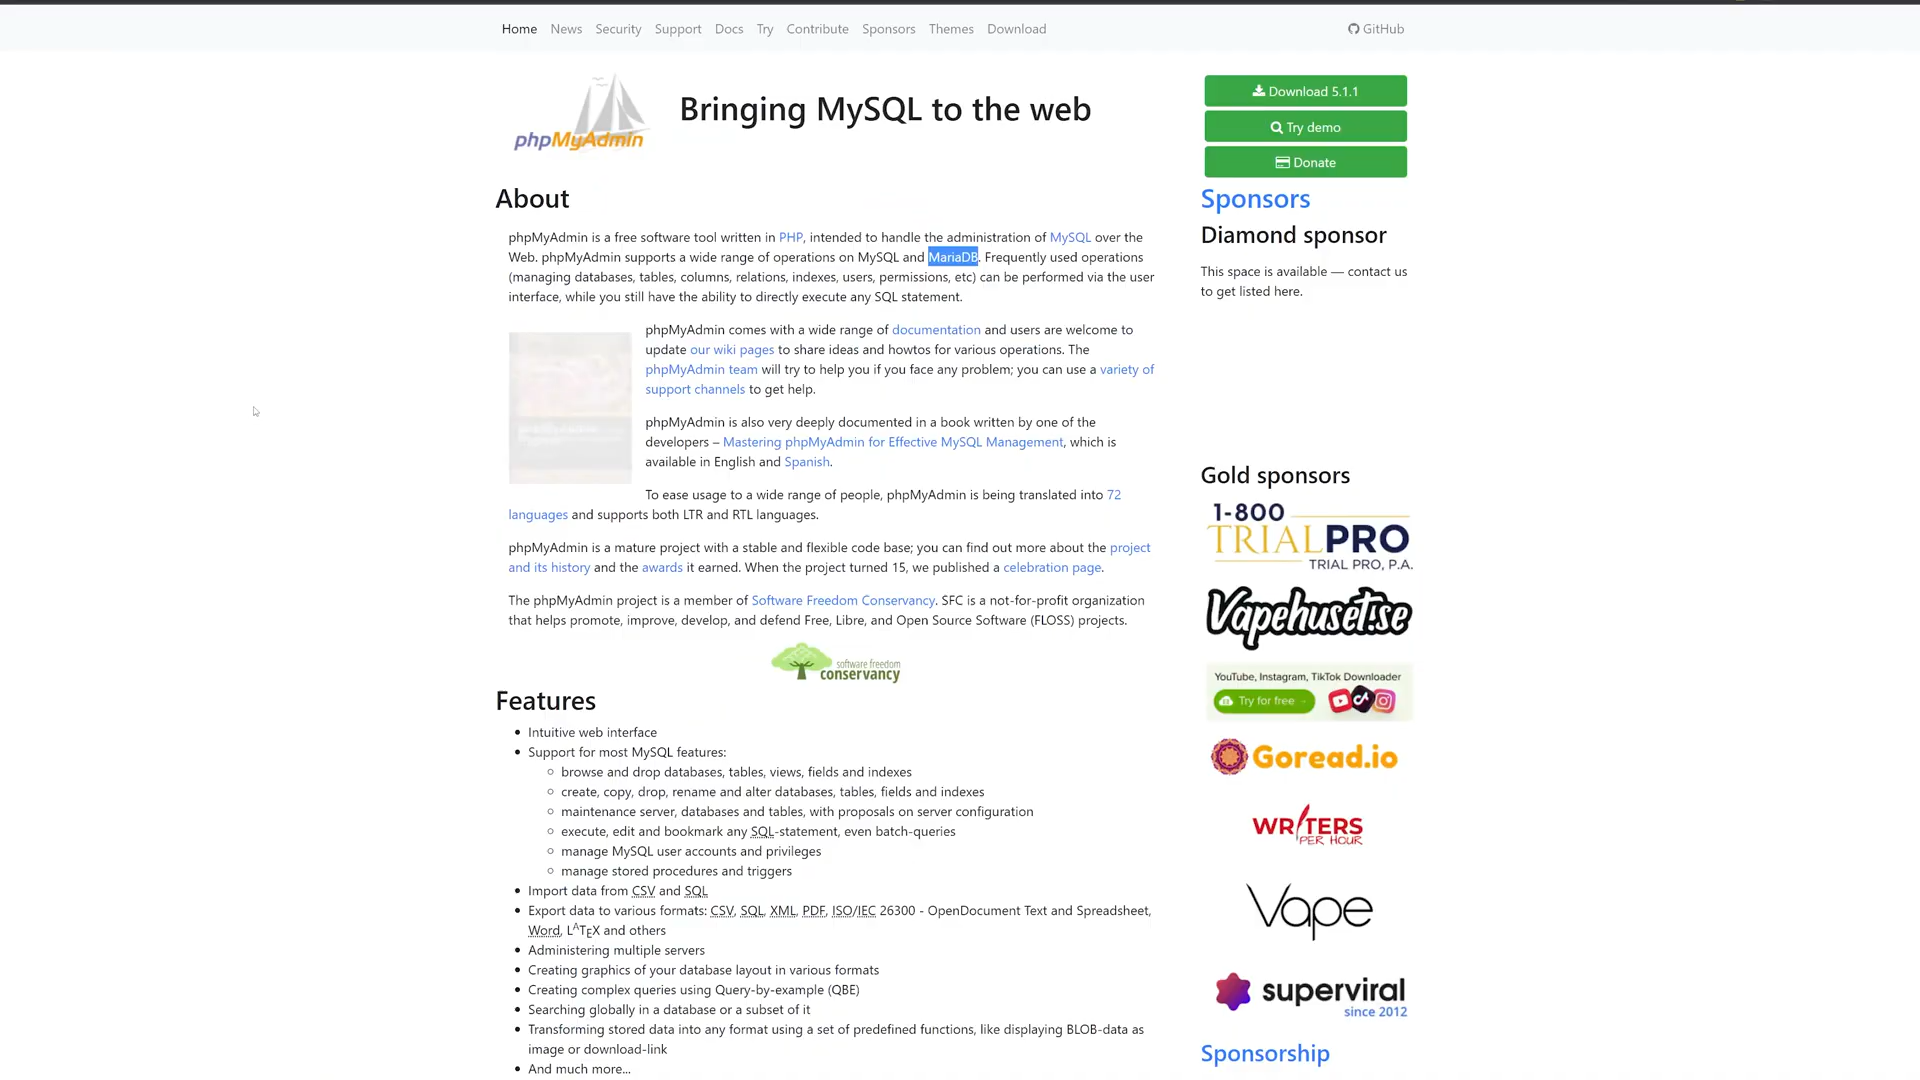 Home News Security Support Docs Try Contribute Sponsors Themes Download GitHub
phpMyAdmin
Bringing MySQL to the web
Download 5.1.1
Try demo
Donate
About
phpMyAdmin is a free software tool written in PHP, intended to handle the administration of MySQL over the
Web. phpMyAdmin supports a wide range of operations on MySQL and MariaDB. Frequently used operations
(managing databases, tables, columns, relations, indexes, users, permissions, etc) can be performed via the user
interface, while you still have the ability to directly execute any SQL statement.
phpMyAdmin comes with a wide range of documentation and users are welcome to
update our wiki pages to share ideas and howtos for various operations. The
phpMyAdmin team will try to help you if you face any problem; you can use a variety of
support channels to get help.
phpMyAdmin is also very deeply documented in a book written by one of the
developers – Mastering phpMyAdmin for Effective MySQL Management, which is
available in English and Spanish.
To ease usage to a wide range of people, phpMyAdmin is being translated into 72
languages and supports both LTR and RTL languages.
phpMyAdmin is a mature project with a stable and flexible code base; you can find out more about the project
and its history and the awards it earned. When the project turned 15, we published a celebration page.
The phpMyAdmin project is a member of Software Freedom Conservancy. SFC is a not-for-profit organization
that helps promote, improve, develop, and defend Free, Libre, and Open Source Software (FLOSS) projects.
software freedom
conservancy
Features
• Intuitive web interface
• Support for most MySQL features:
◦ browse and drop databases, tables, views, fields and indexes
◦ create, copy, drop, rename and alter databases, tables, fields and indexes
◦ maintenance server, databases and tables, with proposals on server configuration
◦ execute, edit and bookmark any SQL-statement, even batch-queries
◦ manage MySQL user accounts and privileges
◦ manage stored procedures and triggers
• Import data from CSV and SQL
• Export data to various formats: CSV, SQL, XML, PDF, ISO/IEC 26300 - OpenDocument Text and Spreadsheet,
Word, LATEX and others
• Administering multiple servers
• Creating graphics of your database layout in various formats
• Creating complex queries using Query-by-example (QBE)
• Searching globally in a database or a subset of it
• Transforming stored data into any format using a set of predefined functions, like displaying BLOB-data as
image or download-link
• And much more...
Sponsors
Diamond sponsor
This space is available — contact us
to get listed here.
Gold sponsors
1-800
TRIALPRO
TRIAL PRO, P.A.
Vapehuset.se
YouTube, Instagram, TikTok Downloader
Try for free
Goread.io
WRITERS
PER HOUR
Vape
superviral
since 2012
Sponsorship